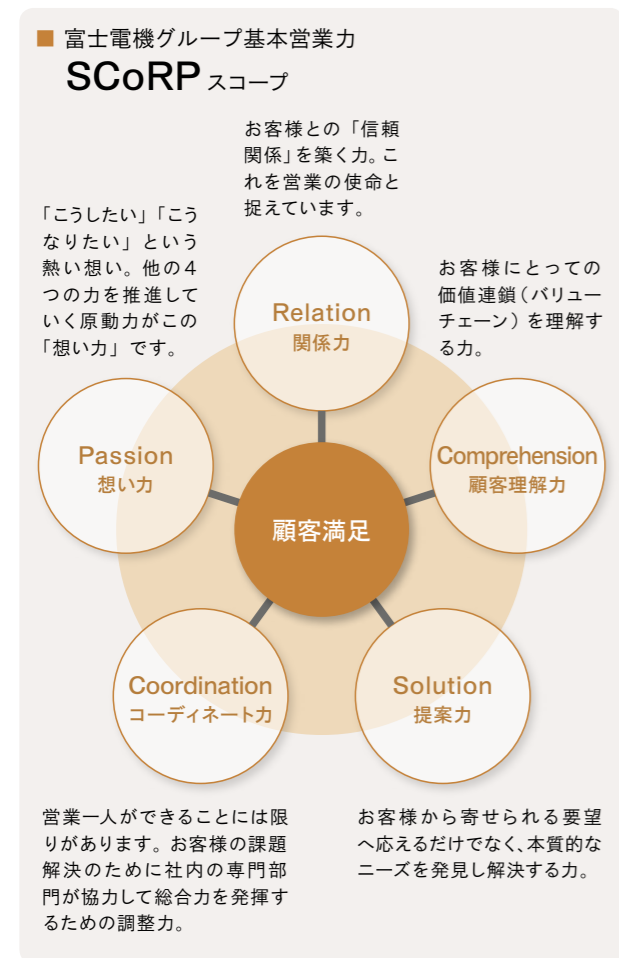 ■ 富士電機グループ基本営業力
SCoRP スコープ
お客様との「信頼
関係」を築く力。こ
れを営業の使命と
捉えています。
「こうしたい」「こう
なりたい」という
熱い想い。他の4
つの力を推進して
いく原動力がこの
「想い力」です。
お客様にとっての
価値連鎖(バリュー
チェーン)を理解す
る力。
Relation
関係力
Passion
想い力
Comprehension
顧客理解力
顧客満足
Coordination
コーディネート力
Solution
提案力
営業一人ができることには限
りがあります。お客様の課題
解決のために社内の専門部
門が協力して総合力を発揮す
るための調整力。
お客様から寄せられる要望
へ応えるだけでなく、本質的な
ニーズを発見し解決する力。